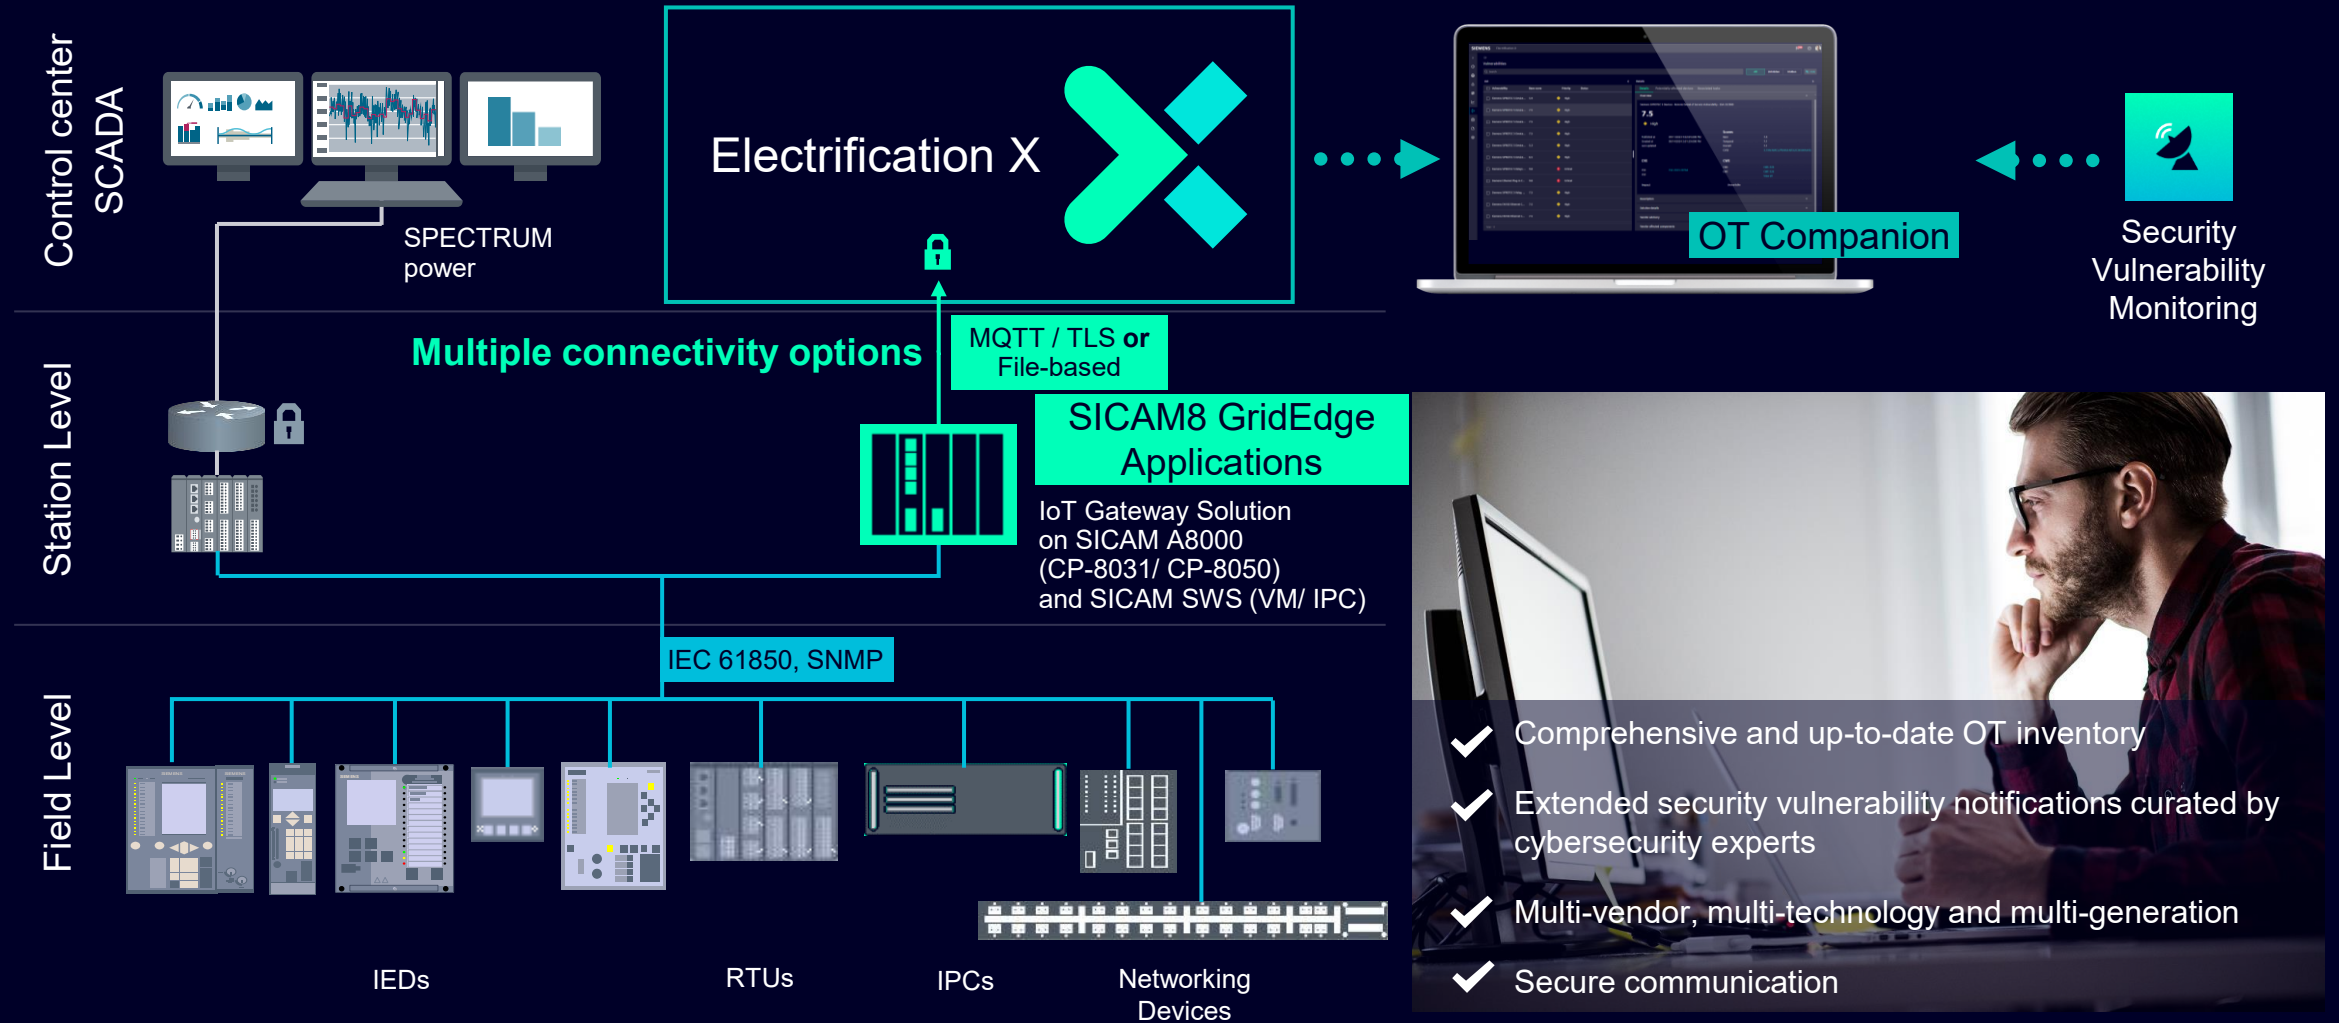 Control center
SCADA
SPECTRUM
power
Electrification X
SIEMENS
7.5
OT Companion
Security
Vulnerability
Monitoring
Station Level
Multiple connectivity options
MQTT / TLS or
File-based
SICAM8 GridEdge
Applications
IoT Gateway Solution
on SICAM A8000
(CP-8031/ CP-8050)
and SICAM SWS (VM/ IPC)
Field Level
IEC 61850, SNMP
IEDs
RTUs
IPCs
Networking
Devices
Comprehensive and up-to-date OT inventory
Extended security vulnerability notifications curated by
cybersecurity experts
Multi-vendor, multi-technology and multi-generation
Secure communication